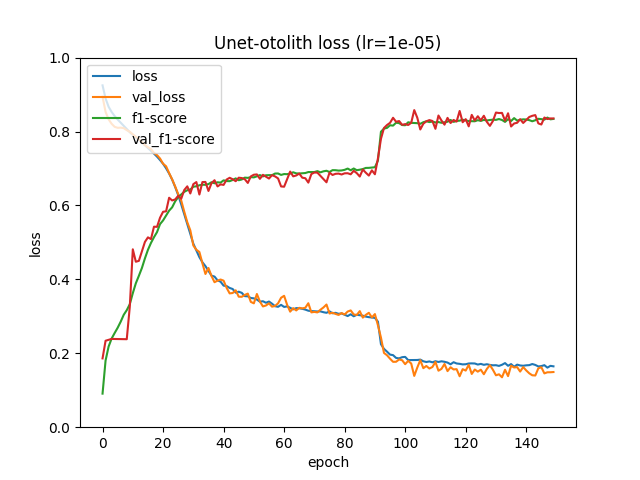 Unet-otolith loss (lr=1e-05)
1.0
0.8
0.6
0.4
0.2
0.0
loss
loss
val_loss
f1-score
val_f1-score
0 20 40 60 80 100 120 140
epoch